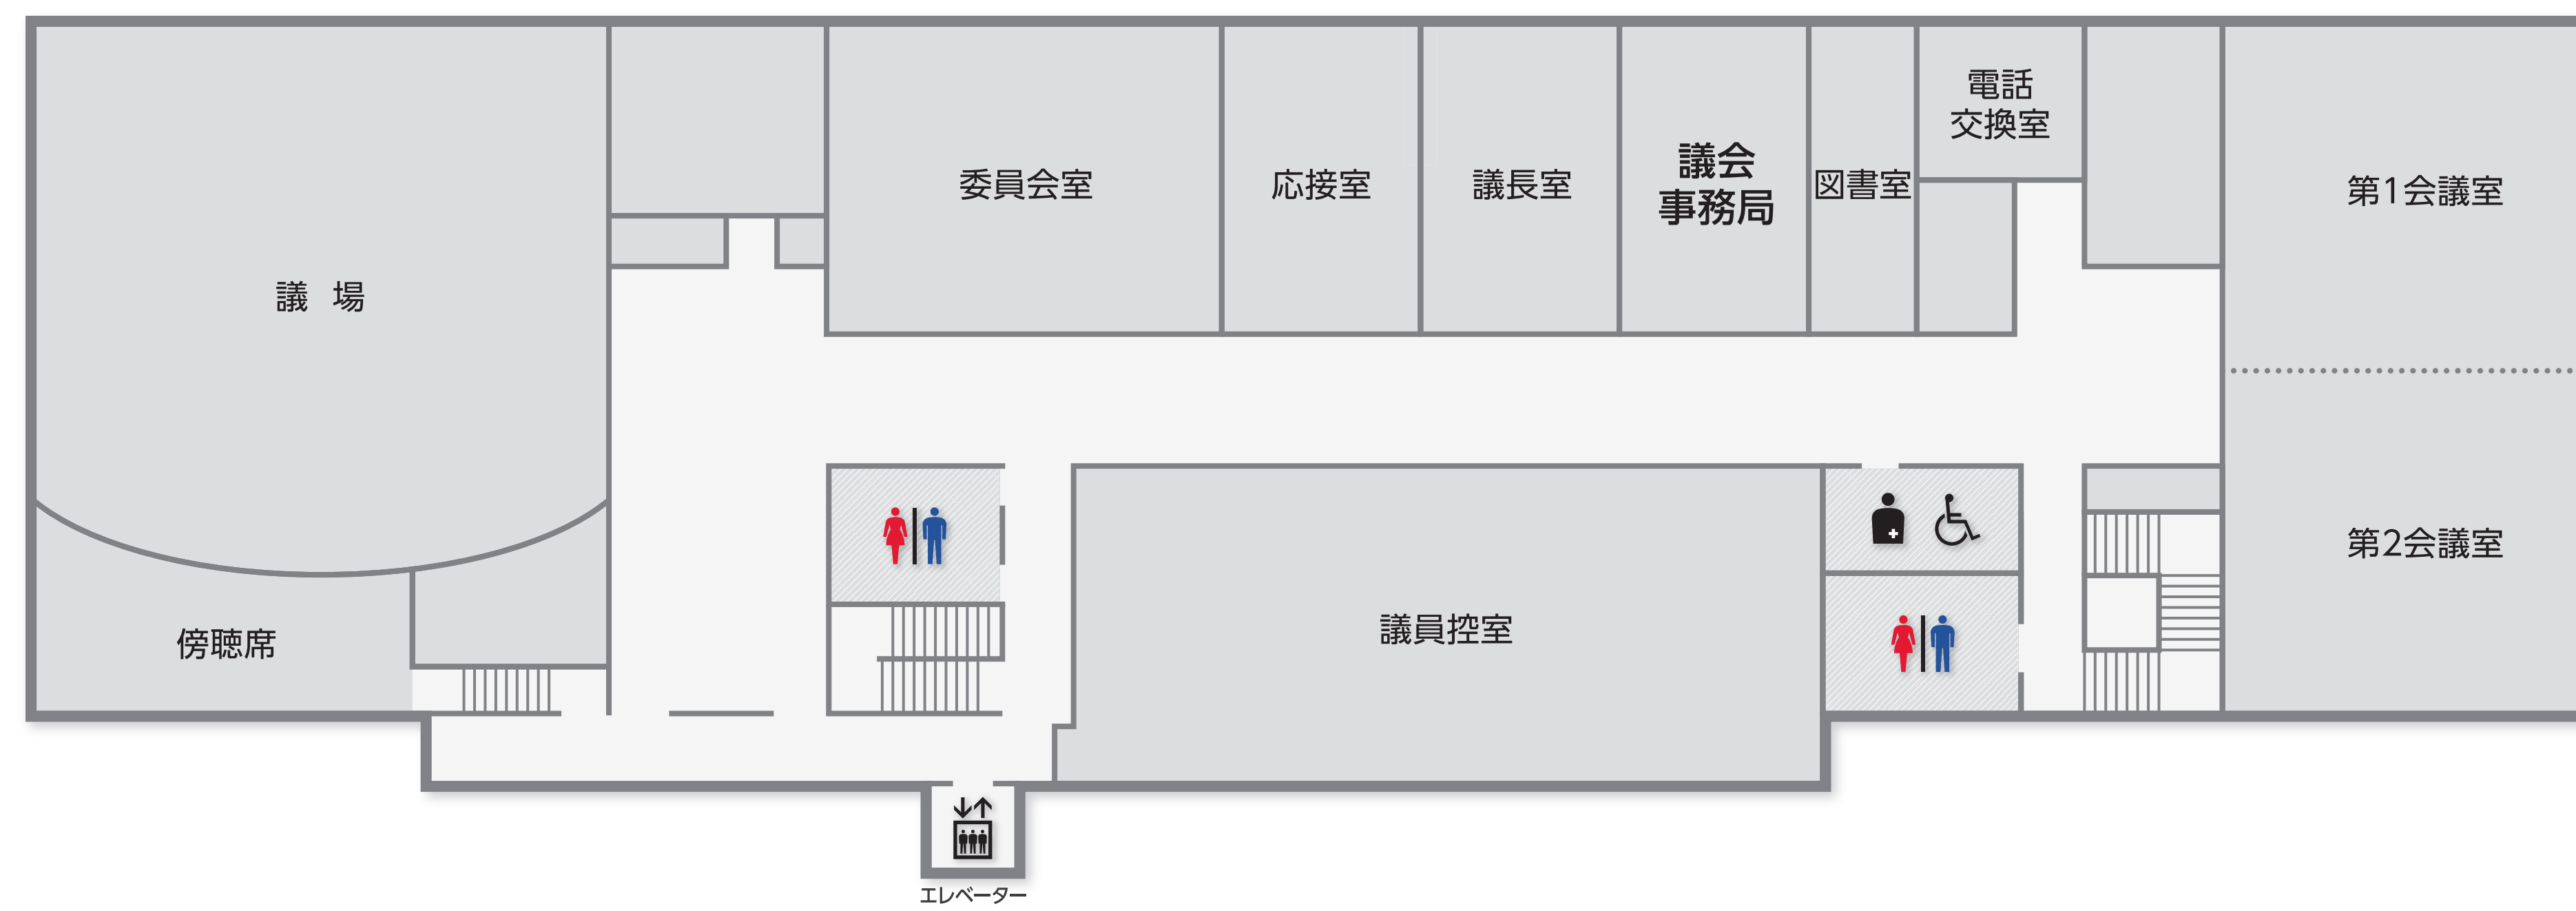 電話
交換室
議会
事務局
委員会室
応接室
議長室
図書室
第1会議室
議 場
第2会議室
議員控室
傍聴席
エレベーター